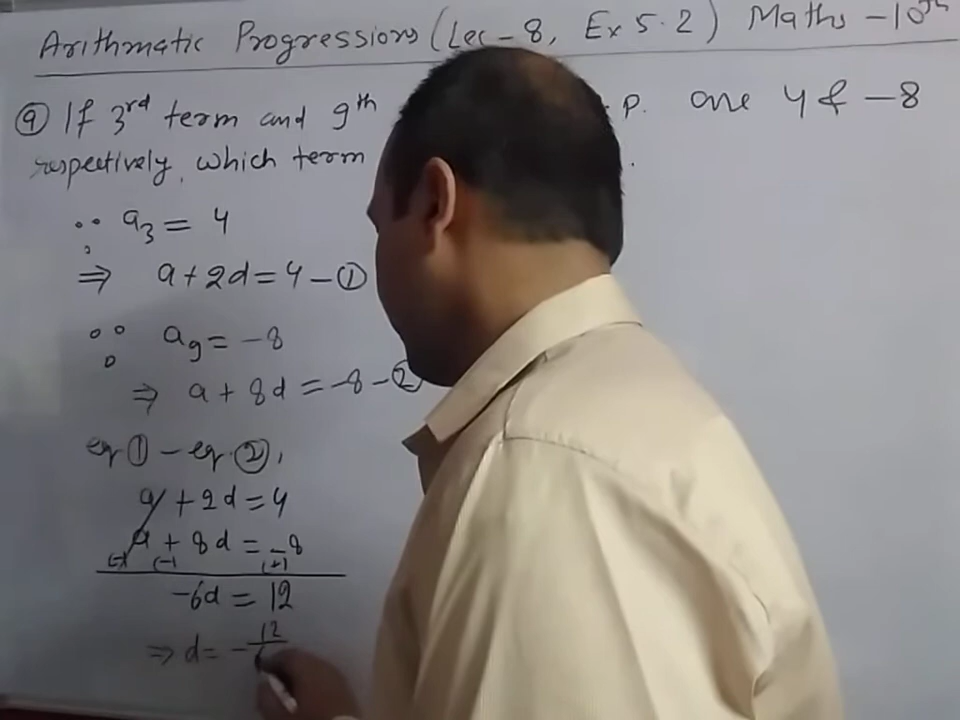 Arithmatic Progressions (Lec-8, Ex 5.2) Maths -10th
⑨ If 3rd term and 9th p. are 4 & -8
respectively, which term .
∵ a₃ = 4
⇒ a + 2d = 4 - ①
∵ a₉ = -8
⇒ a + 8d = -8 - ②
eq ① - eq. ②,
a + 2d = 4
a + 8d = -8
(-) (-) (+)
-6d = 12
⇒ d = - 12/6